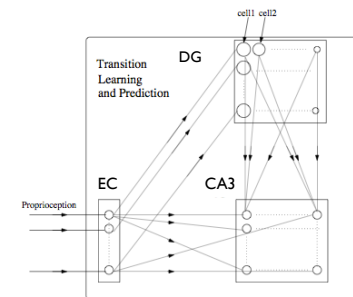 cell1 cell2
DG
Transition
Learning
and Prediction
EC
CA3
Proprioception